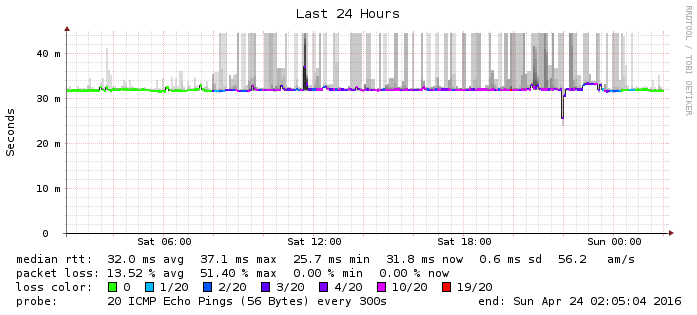 Last 24 Hours
RRDTOOL / TOBI OETIKER
Seconds
40 m
30 m
20 m
10 m
0
Sat 06:00 Sat 12:00 Sat 18:00 Sun 00:00
median rtt: 32.0 ms avg 37.1 ms max 25.7 ms min 31.8 ms now 0.6 ms sd 56.2 am/s
packet loss: 13.52 % avg 51.40 % max 0.00 % min 0.00 % now
loss color: 0 1/20 2/20 3/20 4/20 10/20 19/20
probe: 20 ICMP Echo Pings (56 Bytes) every 300s end: Sun Apr 24 02:05:04 2016